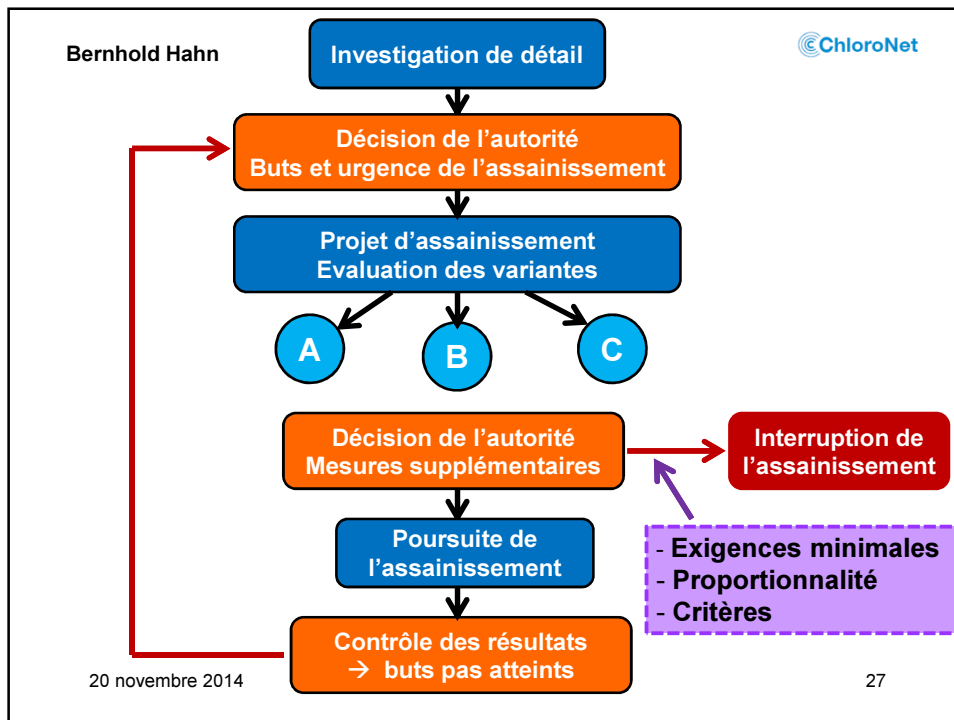 Bernhold Hahn
ChloroNet
Investigation de détail
Décision de l'autorité
Buts et urgence de l'assainissement
Projet d'assainissement
Evaluation des variantes
A
B
C
Décision de l'autorité
Mesures supplémentaires
Interruption de
l'assainissement
Poursuite de
l'assainissement
- Exigences minimales
- Proportionnalité
- Critères
Contrôle des résultats
→ buts pas atteints
20 novembre 2014
27